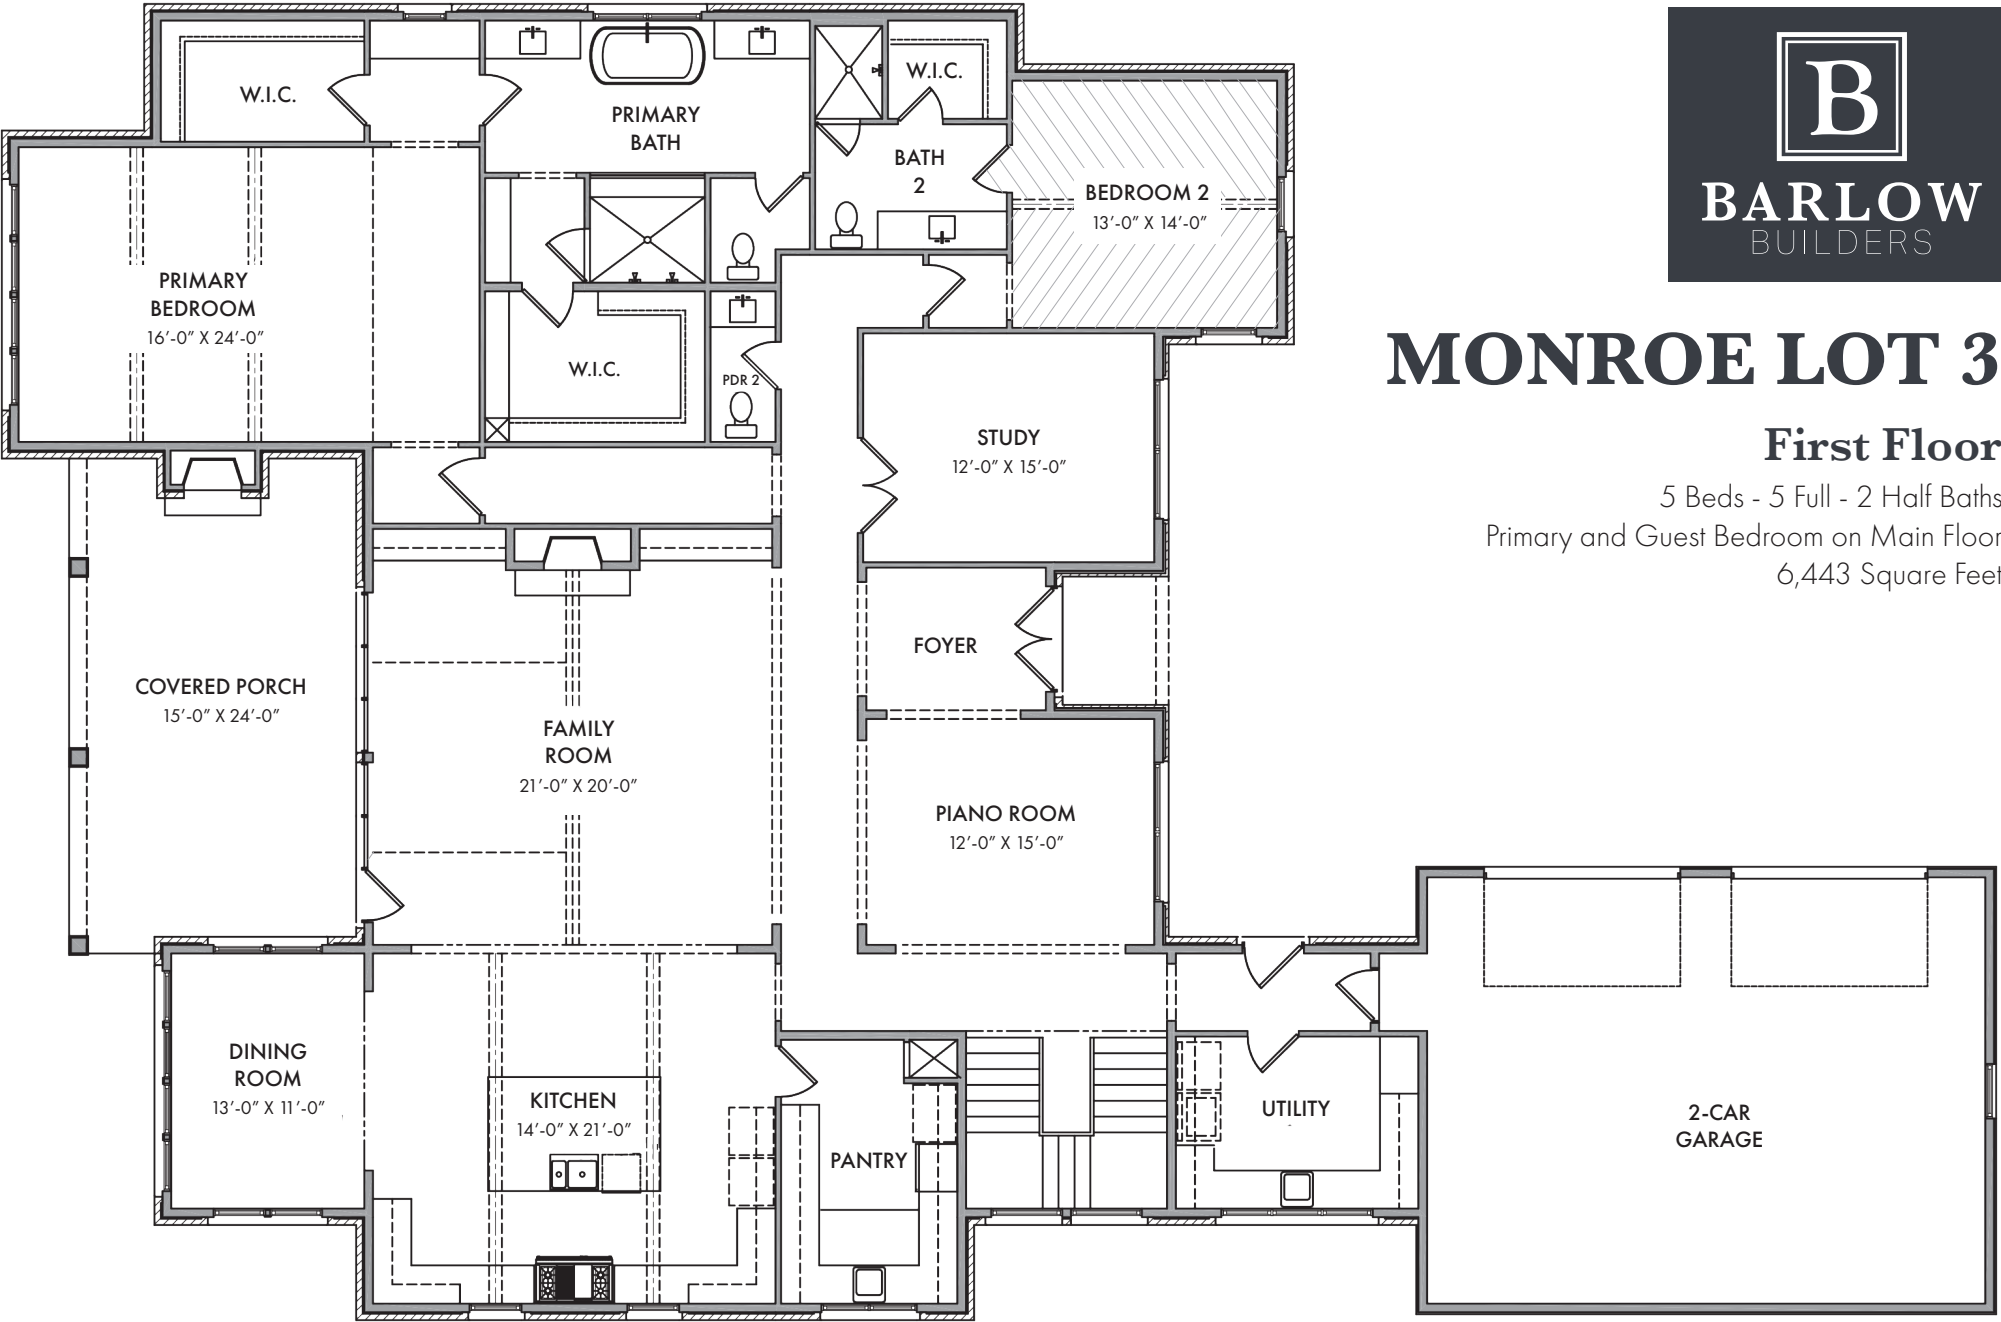 B
BARLOW
BUILDERS
MONROE LOT 3
First Floor
5 Beds - 5 Full - 2 Half Baths
Primary and Guest Bedroom on Main Floor
6,443 Square Feet
W.I.C.
PRIMARY
BATH
W.I.C.
BATH
2
BEDROOM 2
13'-0" X 14'-0"
PRIMARY
BEDROOM
16'-0" X 24'-0"
W.I.C.
PDR 2
STUDY
12'-0" X 15'-0"
FOYER
COVERED PORCH
15'-0" X 24'-0"
FAMILY
ROOM
21'-0" X 20'-0"
PIANO ROOM
12'-0" X 15'-0"
DINING
ROOM
13'-0" X 11'-0"
KITCHEN
14'-0" X 21'-0"
PANTRY
UTILITY
2-CAR
GARAGE